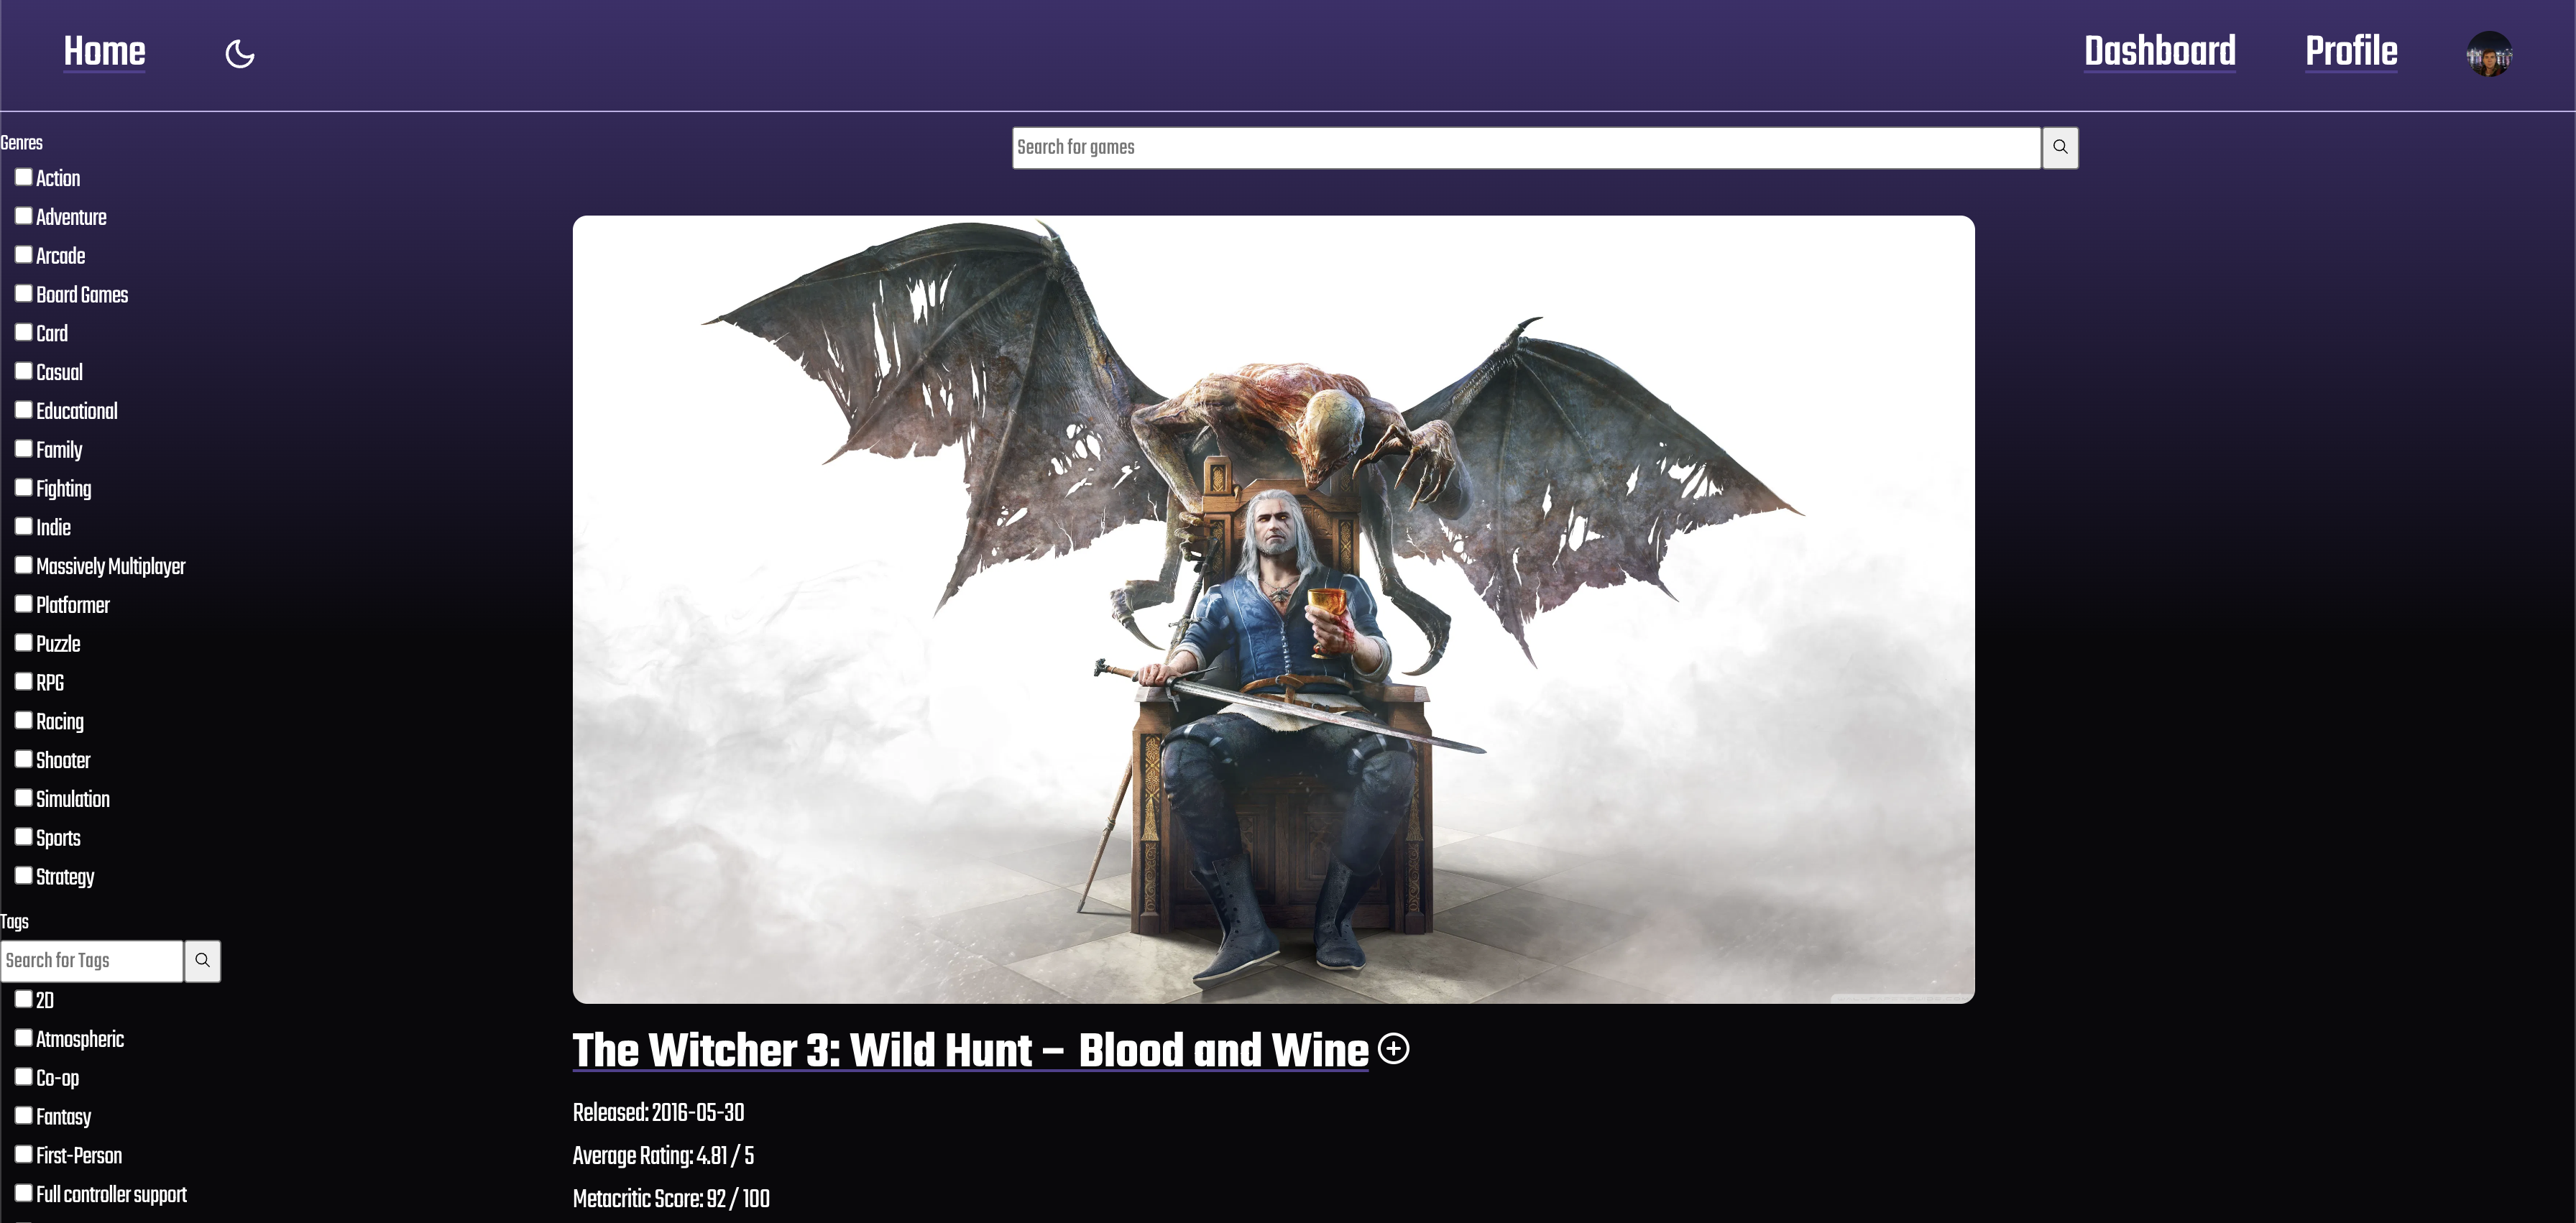 Home
Dashboard
Profile
Genres
Action
Adventure
Arcade
Board Games
Card
Casual
Educational
Family
Fighting
Indie
Massively Multiplayer
Platformer
Puzzle
RPG
Racing
Shooter
Simulation
Sports
Strategy
Tags
Search for Tags
2D
Atmospheric
Co-op
Fantasy
First-Person
Full controller support
Search for games
The Witcher 3: Wild Hunt – Blood and Wine
Released: 2016-05-30
Average Rating: 4.81 / 5
Metacritic Score: 92 / 100